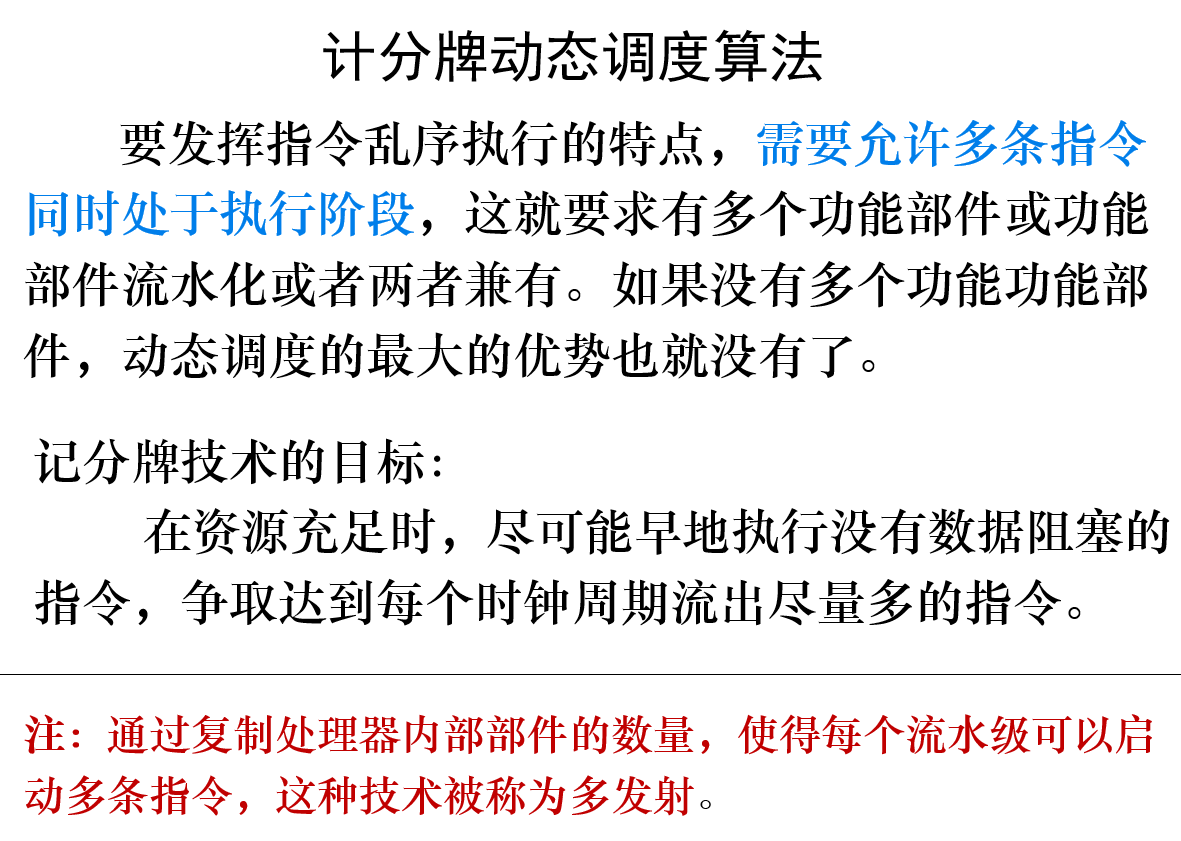 计分牌动态调度算法
要发挥指令乱序执行的特点，需要允许多条指令
同时处于执行阶段，这就要求有多个功能部件或功能
部件流水化或者两者兼有。如果没有多个功能功能部
件，动态调度的最大的优势也就没有了。
记分牌技术的目标：
在资源充足时，尽可能早地执行没有数据阻塞的
指令，争取达到每个时钟周期流出尽量多的指令。
注：通过复制处理器内部部件的数量，使得每个流水级可以启
动多条指令，这种技术被称为多发射。